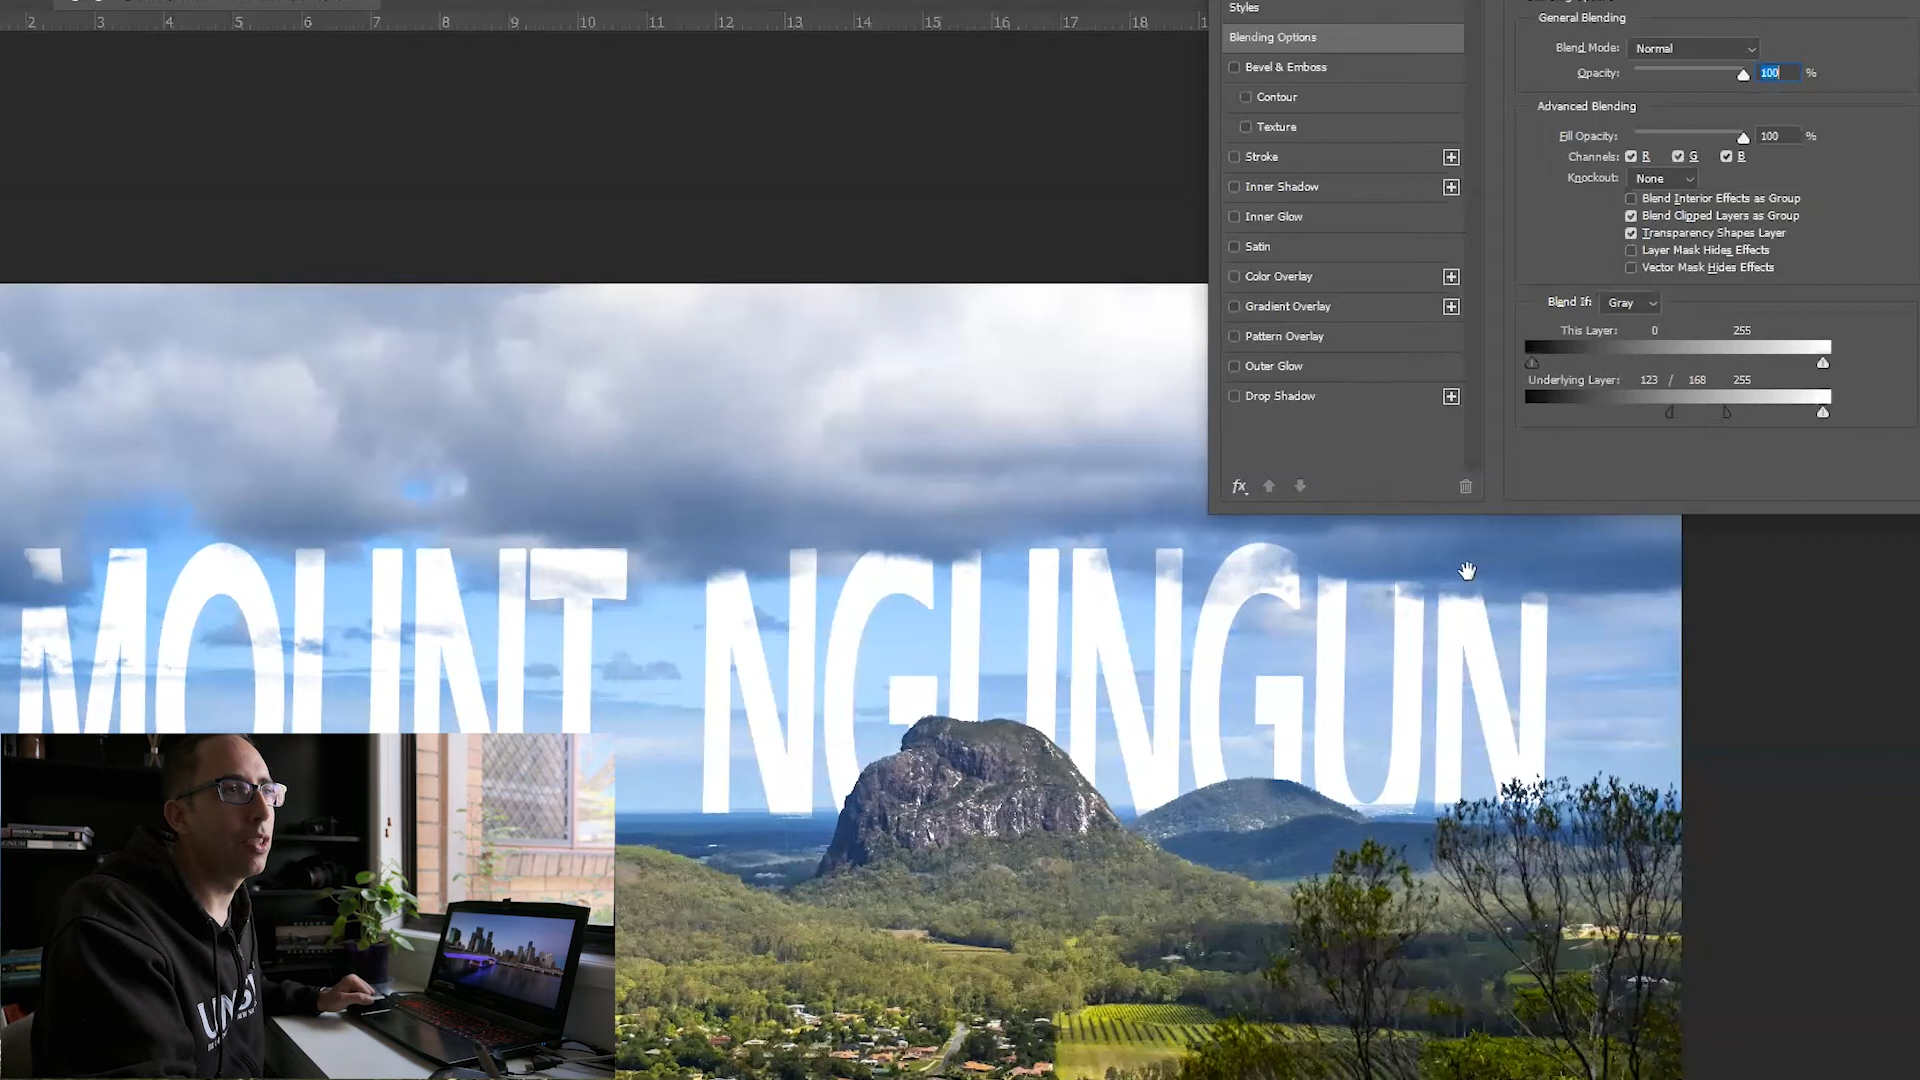 2 3 4 5 6 7 8 9 10 11 12 13 14 15 16 17 18
Styles
Blending Options
Bevel & Emboss
Contour
Texture
Stroke
Inner Shadow
Inner Glow
Satin
Color Overlay
Gradient Overlay
Pattern Overlay
Outer Glow
Drop Shadow
fx
General Blending
Blend Mode: Normal
Opacity: 100 %
Advanced Blending
Fill Opacity: 100 %
Channels: R G B
Knockout: None
Blend Interior Effects as Group
Blend Clipped Layers as Group
Transparency Shapes Layer
Layer Mask Hides Effects
Vector Mask Hides Effects
Blend If: Gray
This Layer: 0 255
Underlying Layer: 123 / 168 255
MOUNT NGUNGUN